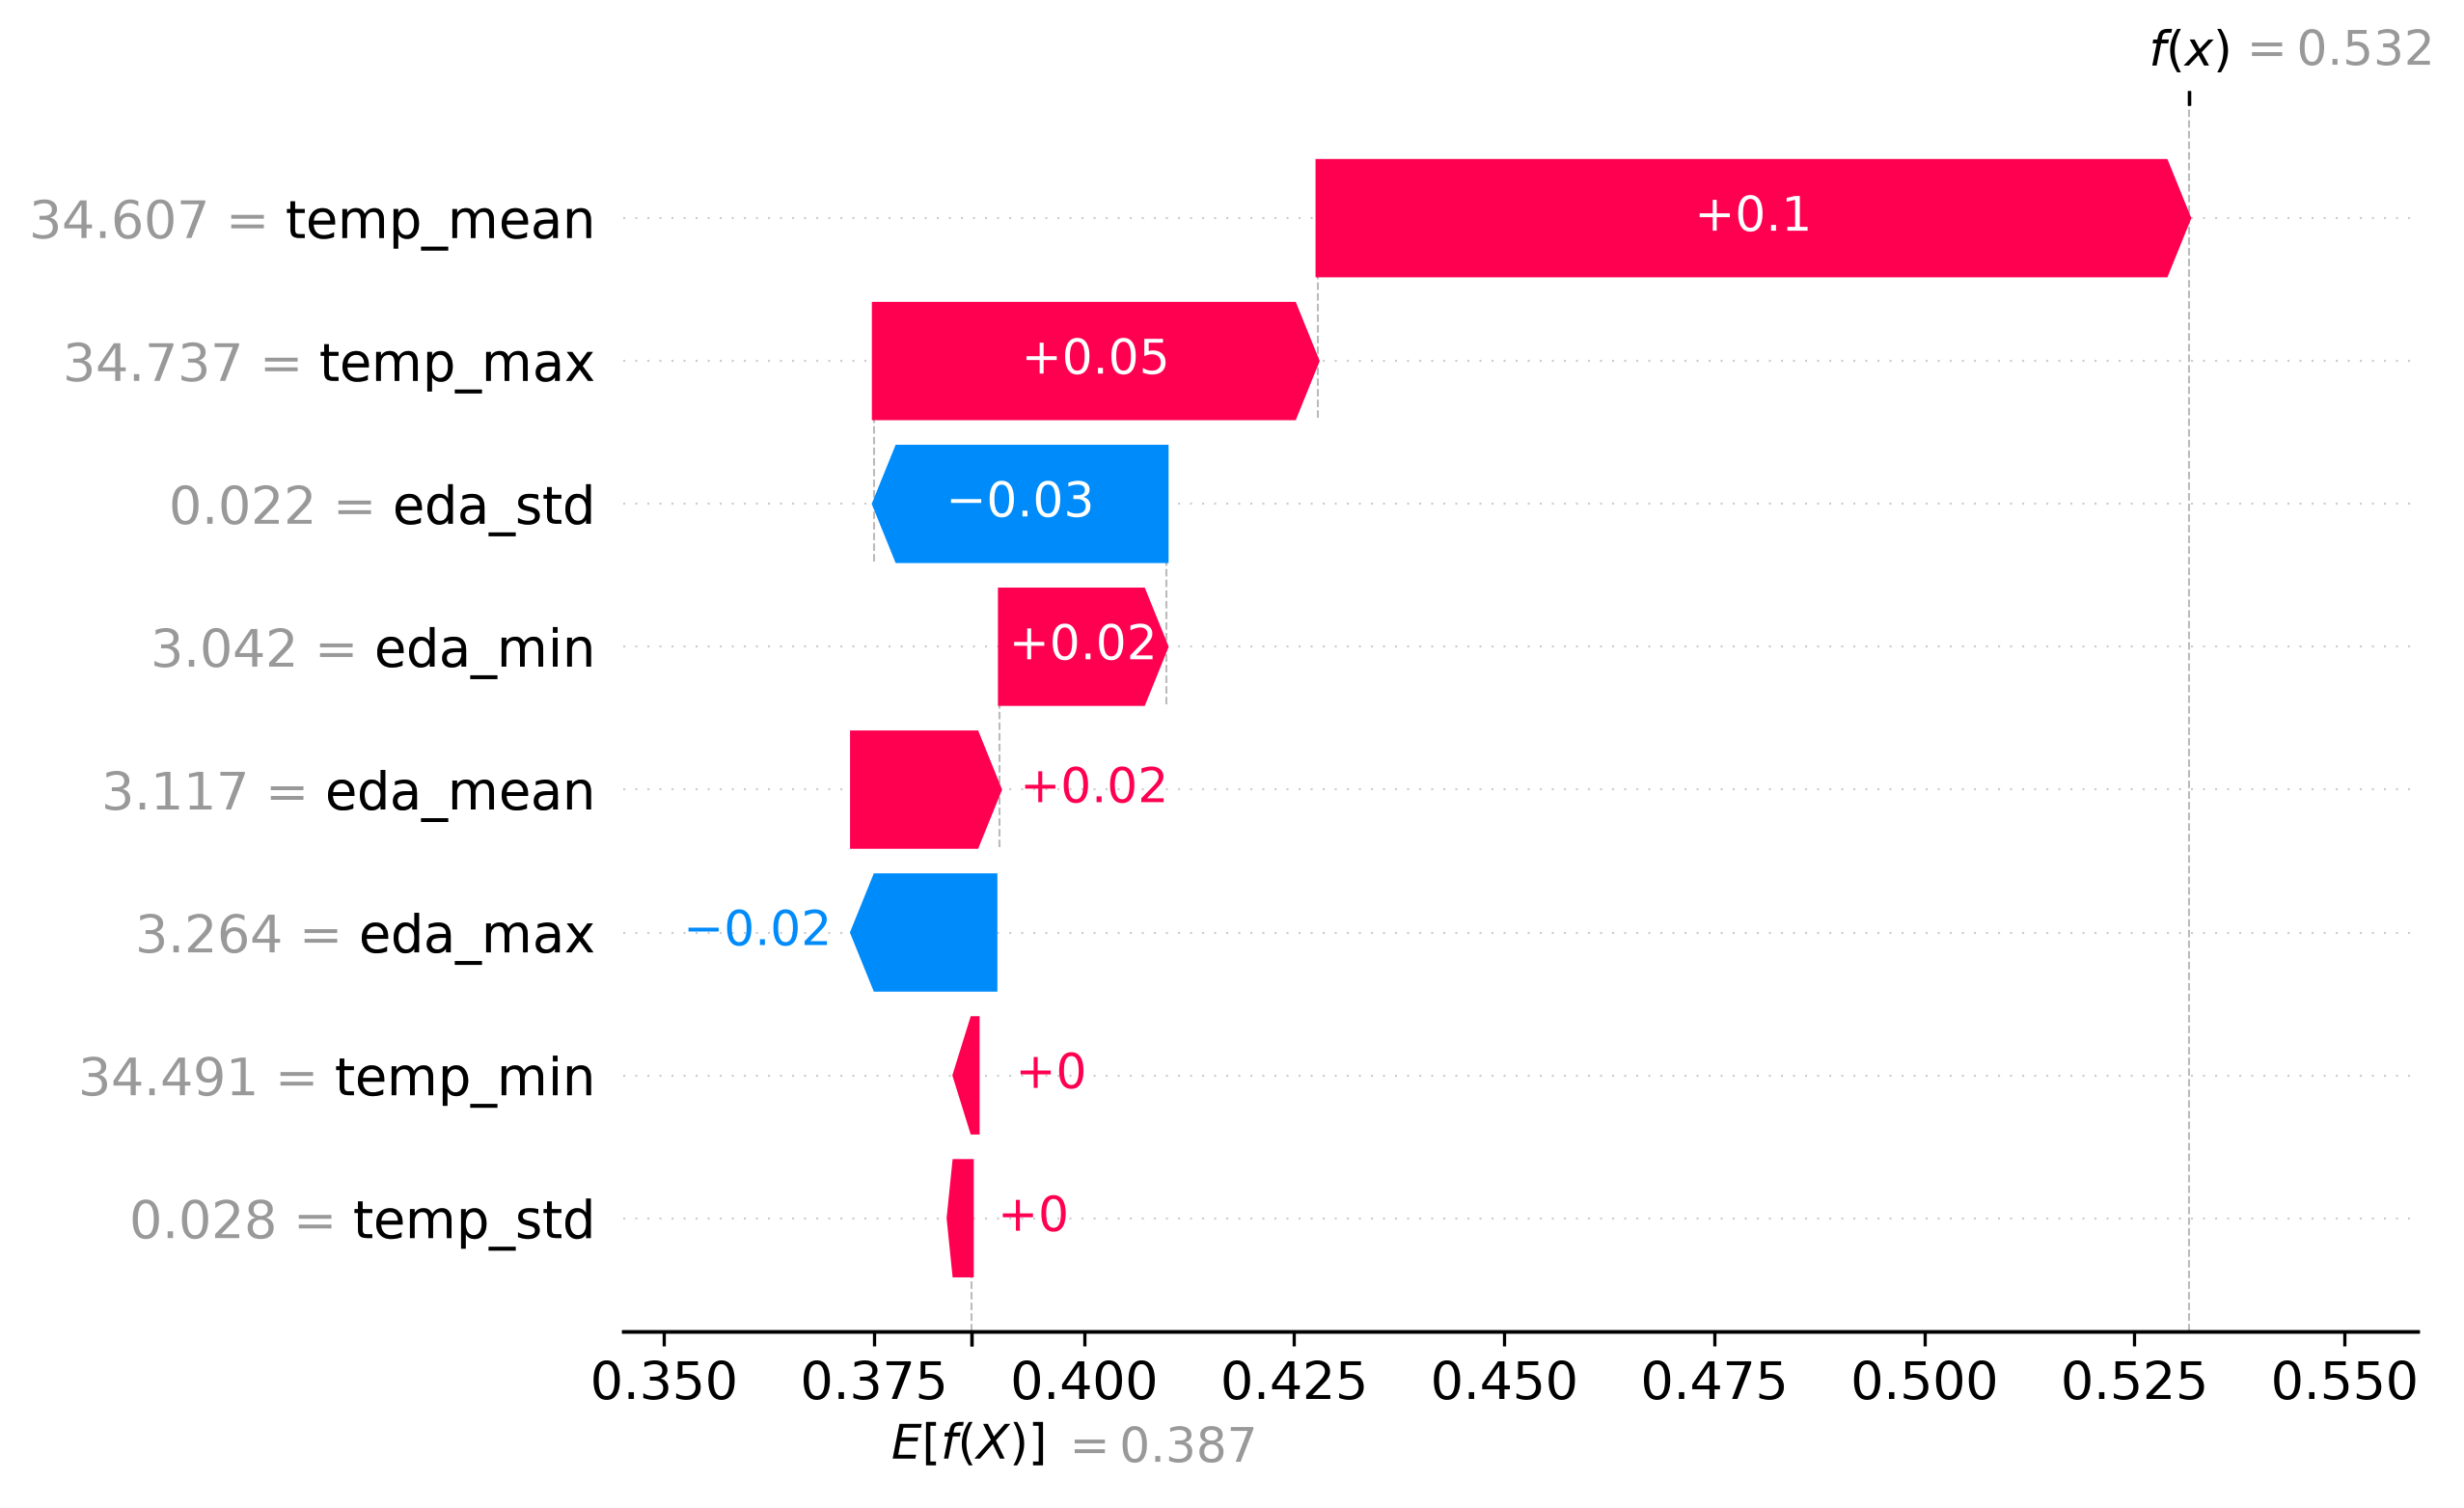 f(x) = 0.532
34.607 = temp_mean +0.1
34.737 = temp_max +0.05
0.022 = eda_std −0.03
3.042 = eda_min +0.02
3.117 = eda_mean +0.02
3.264 = eda_max −0.02
34.491 = temp_min +0
0.028 = temp_std +0
0.350 0.375 0.400 0.425 0.450 0.475 0.500 0.525 0.550
E[f(X)] = 0.387